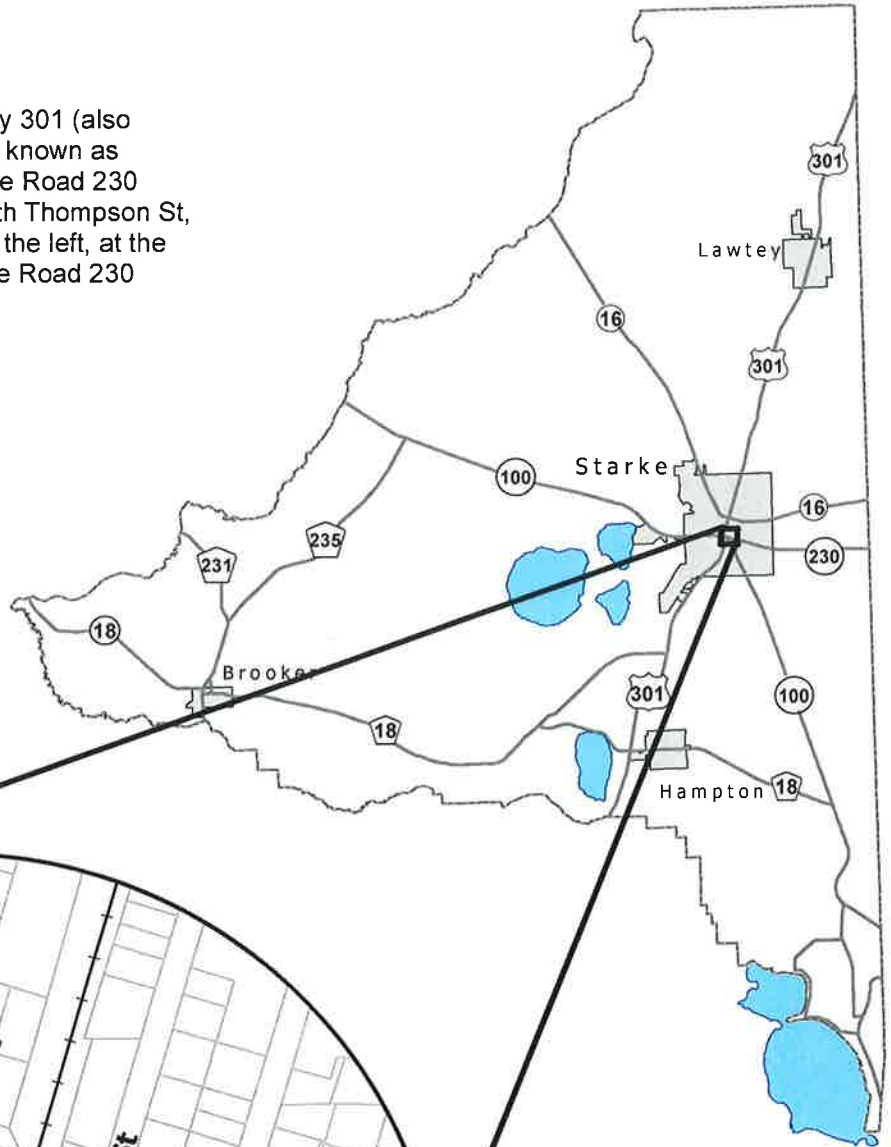 y 301 (also
known as
e Road 230
th Thompson St,
the left, at the
e Road 230
301
Lawtey
16
301
Starke
100
16
235
230
231
18
Brooker
301
100
18
Hampton
18